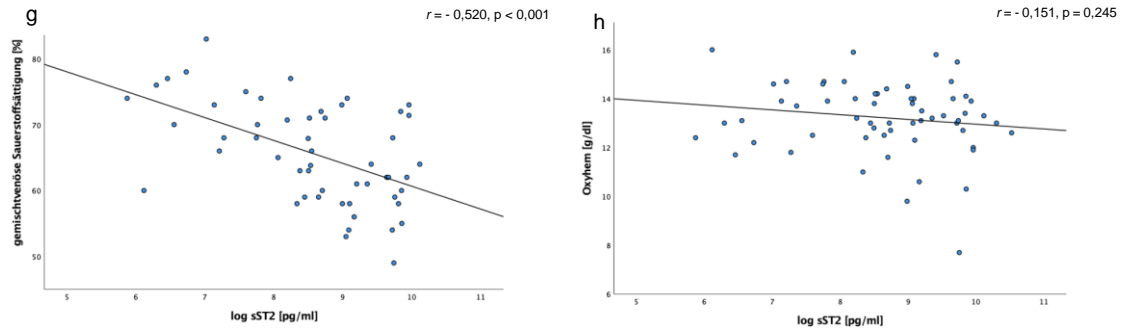 g
r = - 0,520, p < 0,001
gemischtvenöse Sauerstoffsättigung [%]
80
70
60
50
5 6 7 8 9 10 11
log sST2 [pg/ml]
h
r = - 0,151, p = 0,245
Oxyhem [g/dl]
16
14
12
10
8
6
5 6 7 8 9 10 11
log sST2 [pg/ml]